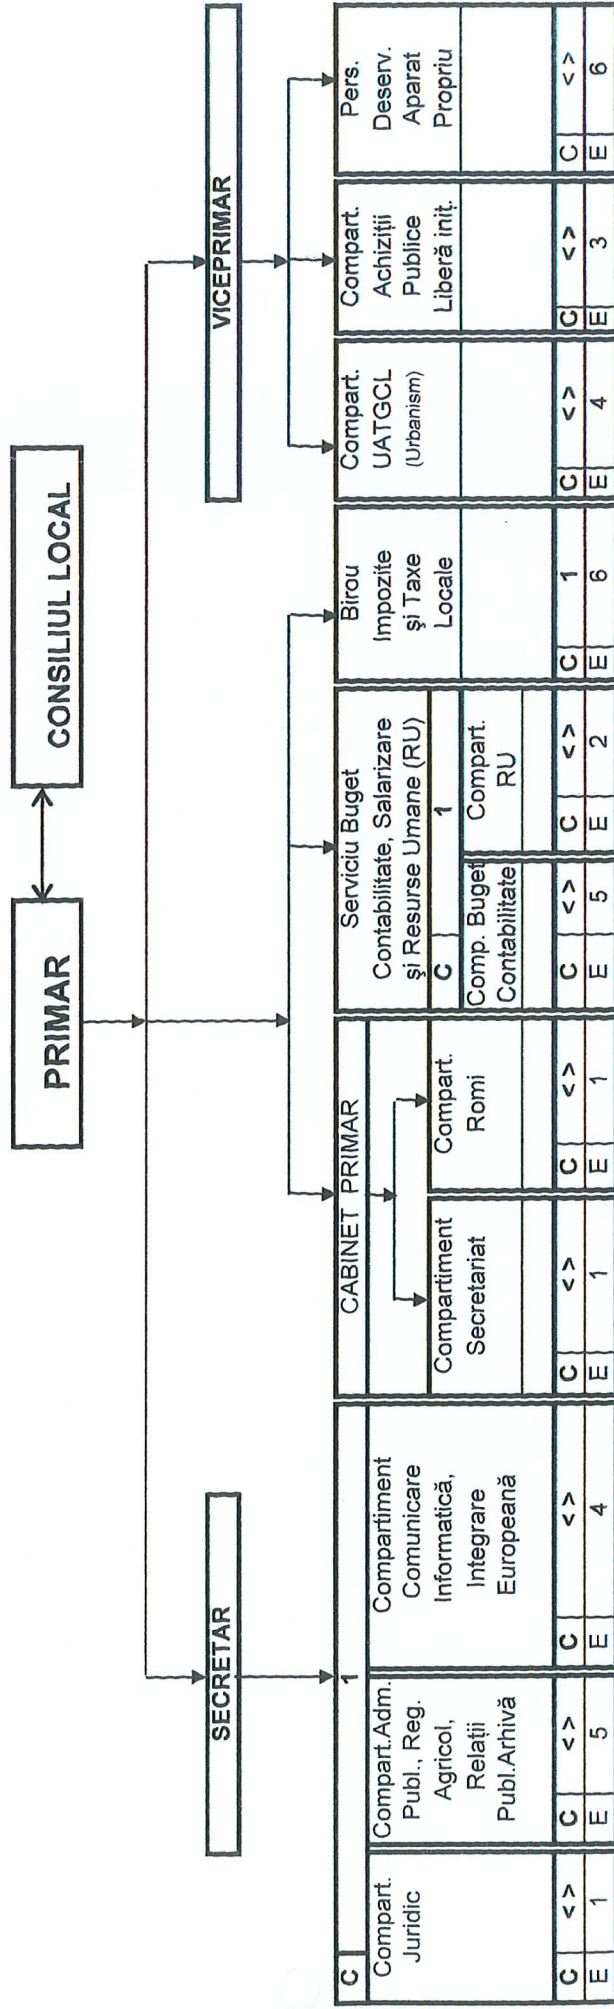 PRIMAR
CONSILIUL LOCAL
SECRETAR
VICEPRIMAR
C 1
Compart.
Juridic
C <>
E 1
Compart.Adm.
Publ., Reg.
Agricol,
Relații
Publ.Arhivă
C <>
E 5
Compartiment
Comunicare
Informatică,
Integrare
Europeană
C <>
E 4
CABINET PRIMAR
Compartiment
Secretariat
C <>
E 1
Compart.
Romi
C <>
E 1
Serviciu Buget
Contabilitate, Salarizare
și Resurse Umane (RU)
C 1
Comp. Buget
Contabilitate
C <>
E 5
Compart.
RU
C <>
E 2
Birou
Impozite
și Taxe
Locale
C 1
E 6
Compart.
UATGCL
(Urbanism)
C <>
E 4
Compart.
Achiziții
Publice
Liberă iniț.
C <>
E 3
Pers.
Deserv.
Aparat
Propriu
C <>
E 6